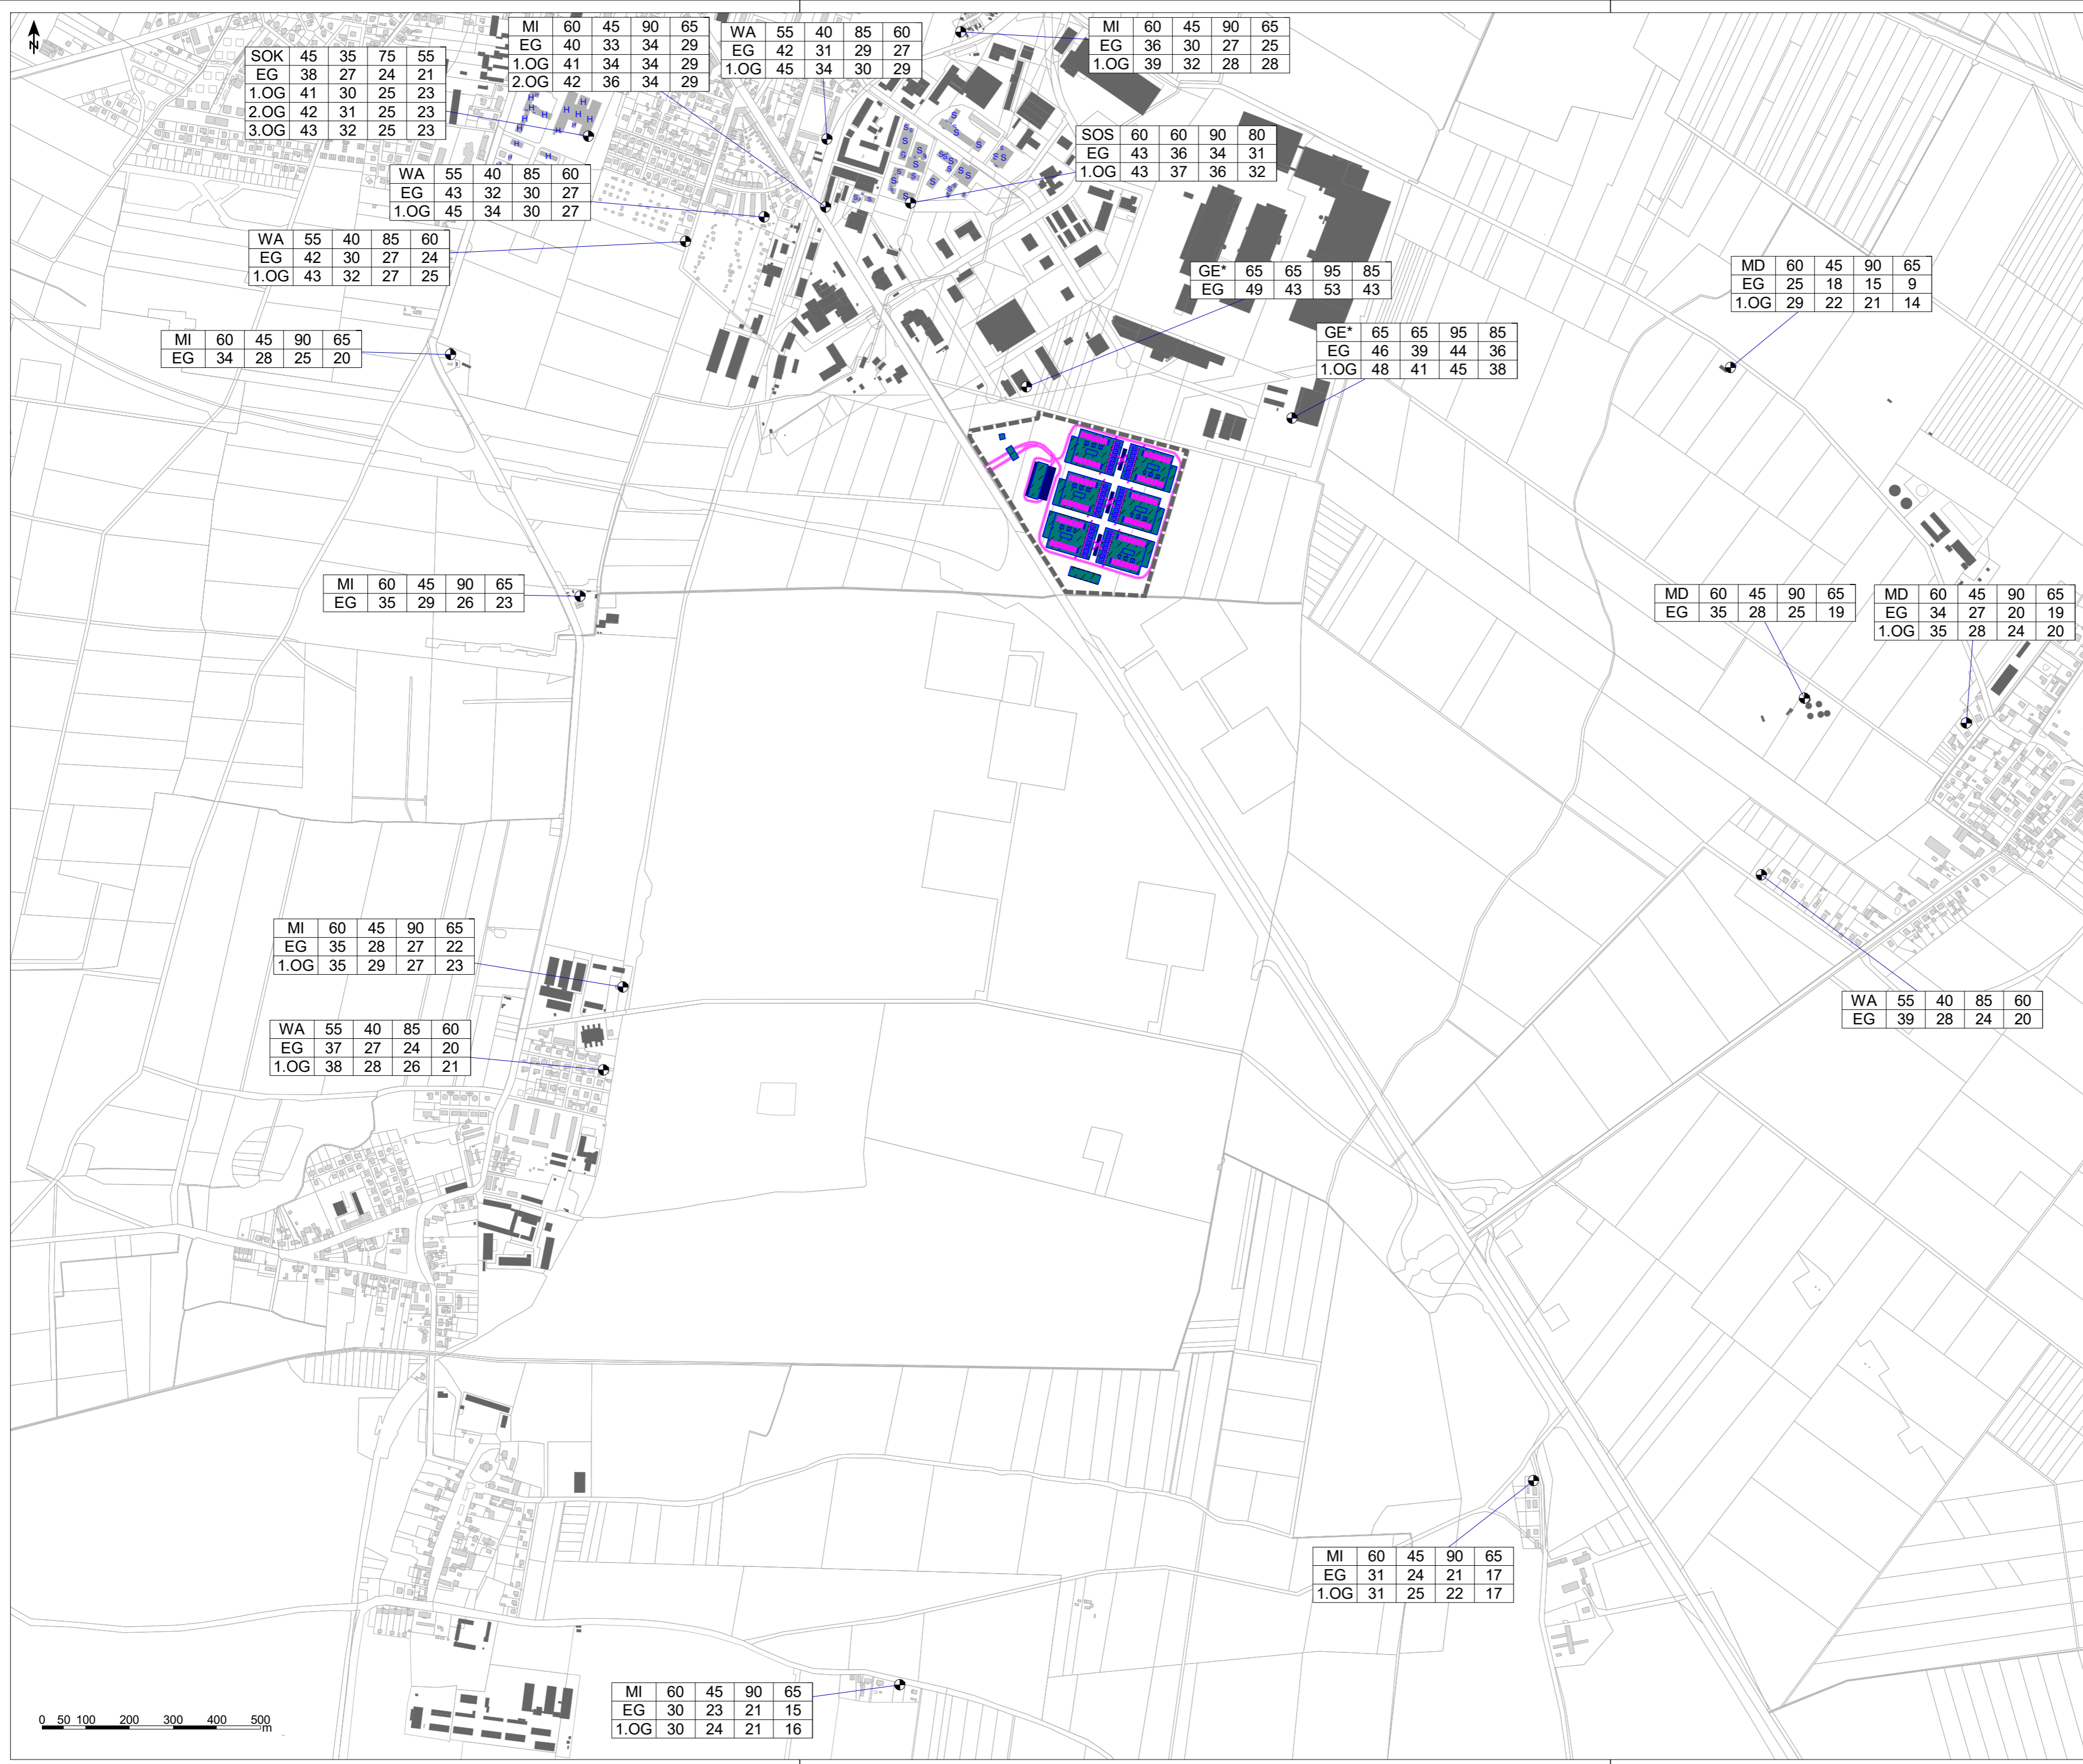 N
MI 60 45 90 65
EG 40 33 34 29
1.OG 41 34 34 29
2.OG 42 36 34 29
WA 55 40 85 60
EG 42 31 29 27
1.OG 45 34 30 29
MI 60 45 90 65
EG 36 30 27 25
1.OG 39 32 28 28
SOK 45 35 75 55
EG 38 27 24 21
1.OG 41 30 25 23
2.OG 42 31 25 23
3.OG 43 32 25 23
SOS 60 60 90 80
EG 43 36 34 31
1.OG 43 37 36 32
WA 55 40 85 60
EG 43 32 30 27
1.OG 45 34 30 27
WA 55 40 85 60
EG 42 30 27 24
1.OG 43 32 27 25
GE* 65 65 95 85
EG 49 43 53 43
MD 60 45 90 65
EG 25 18 15 9
1.OG 29 22 21 14
MI 60 45 90 65
EG 34 28 25 20
GE* 65 65 95 85
EG 46 39 44 36
1.OG 48 41 45 38
MI 60 45 90 65
EG 35 29 26 23
MD 60 45 90 65
EG 35 28 25 19
MD 60 45 90 65
EG 34 27 20 19
1.OG 35 28 24 20
MI 60 45 90 65
EG 35 28 27 22
1.OG 35 29 27 23
WA 55 40 85 60
EG 39 28 24 20
WA 55 40 85 60
EG 37 27 24 20
1.OG 38 28 26 21
MI 60 45 90 65
EG 31 24 21 17
1.OG 31 25 22 17
MI 60 45 90 65
EG 30 23 21 15
1.OG 30 24 21 16
0 50 100 200 300 400 500
m